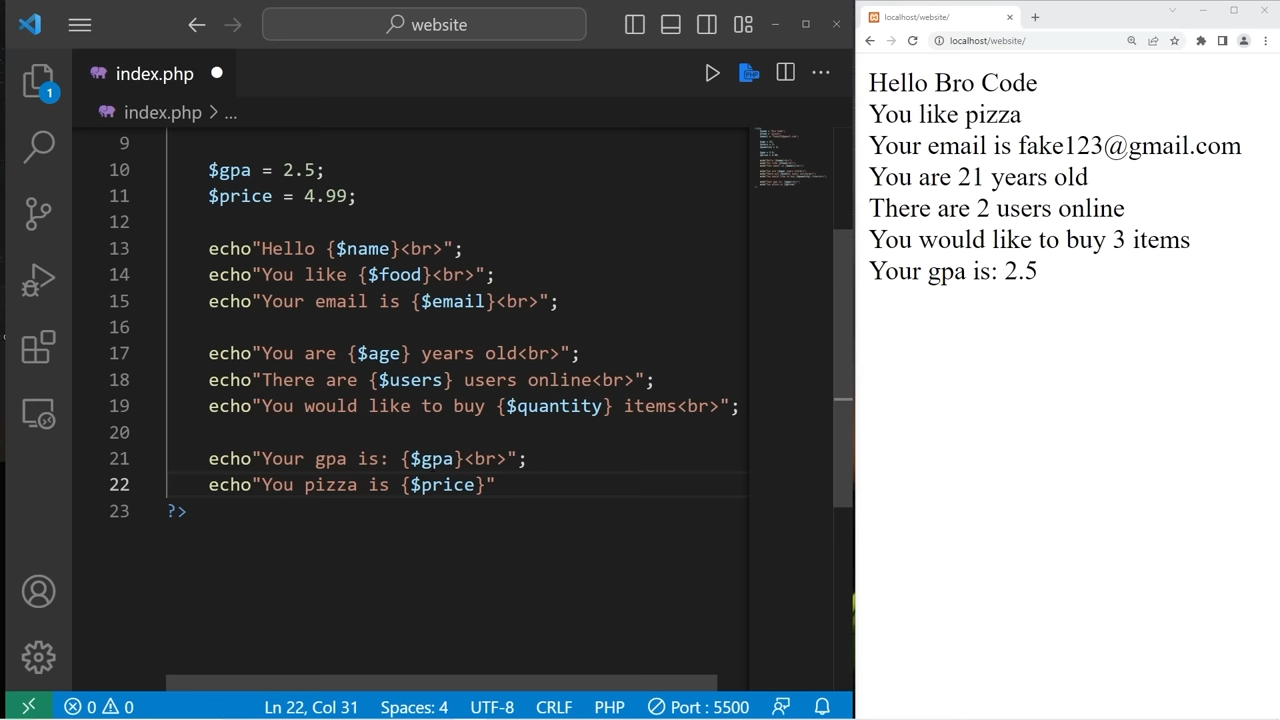 website
index.php
index.php > ...
1
9
10 $gpa = 2.5;
11 $price = 4.99;
12
13 echo"Hello {$name}<br>";
14 echo"You like {$food}<br>";
15 echo"Your email is {$email}<br>";
16
17 echo"You are {$age} years old<br>";
18 echo"There are {$users} users online<br>";
19 echo"You would like to buy {$quantity} items<br>";
20
21 echo"Your gpa is: {$gpa}<br>";
22 echo"You pizza is {$price}"
23 ?>
0 0 Ln 22, Col 31 Spaces: 4 UTF-8 CRLF PHP Port : 5500
localhost/website/
localhost/website/
Hello Bro Code
You like pizza
Your email is fake123@gmail.com
You are 21 years old
There are 2 users online
You would like to buy 3 items
Your gpa is: 2.5